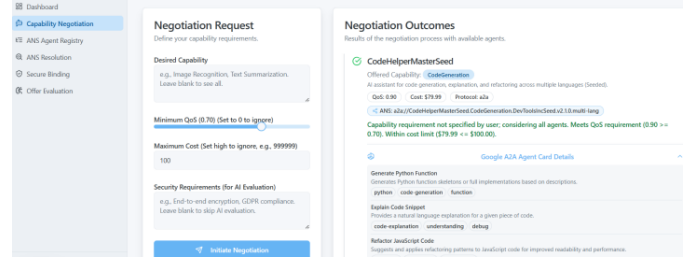 Dashboard
Capability Negotiation
ANS Agent Registry
ANS Resolution
Secure Binding
Offer Evaluation
Negotiation Request
Define your capability requirements.
Desired Capability
e.g., Image-Recognition, Text Summarization.
Leave blank to see all.
Minimum QoS (0.70) (Set to 0 to ignore)
Maximum Cost (Set high to ignore, e.g., 999999)
100
Security Requirements (for AI Evaluation)
e.g., End-to-end encryption, GDPR compliance.
Leave blank to skip AI evaluation.
Initiate Negotiation
Negotiation Outcomes
Results of the negotiation process with available agents.
CodeHelperMasterSeed
Offered Capability: CodeGeneration
AI assistant for code generation, explanation, and refactoring across multiple languages (Seeded).
QoS: 0.90 Cost: $79.99 Protocol: a2a
ANS: a2a://CodeHelperMasterSeed.CodeGeneration.DevToolsIncSeed.v2.1.0.multi-lang
Capability requirement not specified by user; considering all agents. Meets QoS requirement (0.90 >=
0.70). Within cost limit ($79.99 <= $100.00).
Google A2A Agent Card Details
Generate Python Function
Generates Python function skeletons or full implementations based on descriptions.
python code-generation function
Explain Code Snippet
Provides a natural language explanation for a given piece of code.
code-explanation understanding debug
Refactor JavaScript Code
Suggests and applies refactoring patterns to JavaScript code for improved readability and performance.